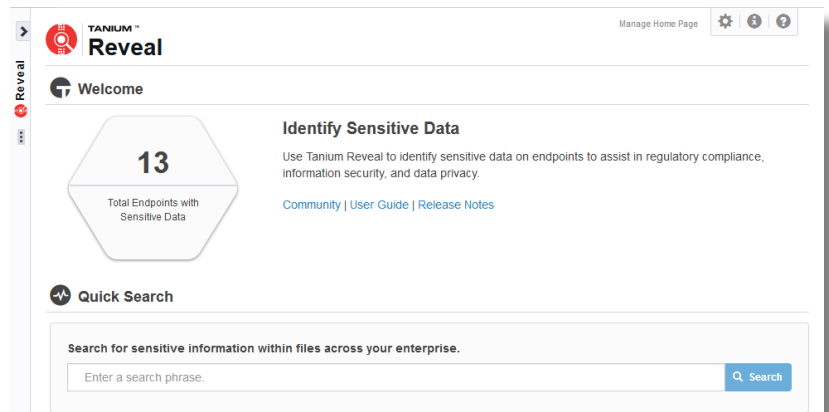 TANIUM™
Reveal
Manage Home Page
Reveal
Welcome
13
Total Endpoints with
Sensitive Data
Identify Sensitive Data
Use Tanium Reveal to identify sensitive data on endpoints to assist in regulatory compliance,
information security, and data privacy.
Community | User Guide | Release Notes
Quick Search
Search for sensitive information within files across your enterprise.
Enter a search phrase.
Search